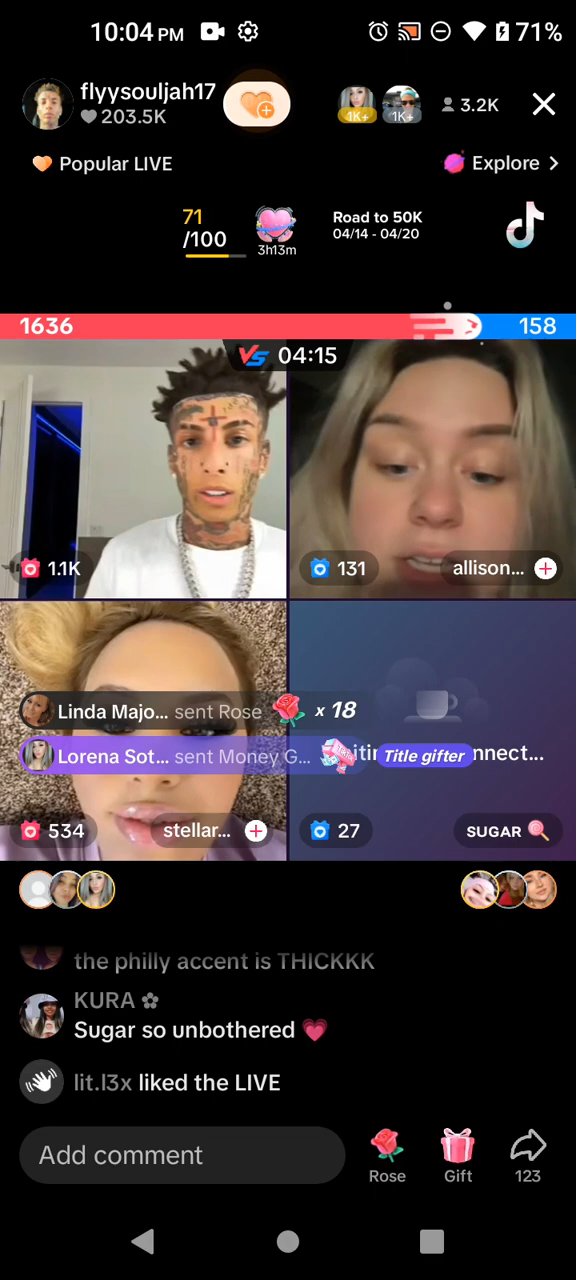 10:04 PM
71%
flyysouljah17
203.5K
1K+
1K+
3.2K
Popular LIVE
Explore >
71
/100
3h13m
Road to 50K
04/14 - 04/20
1636
158
VS 04:15
1.1K
131
allison...
Linda Majo... sent Rose x 18
Lorena Sot... sent Money G...
Title gifter
nnect...
534
stellar...
27
SUGAR
the philly accent is THICKKK
KURA
Sugar so unbothered 💗
lit.l3x liked the LIVE
Add comment
Rose
Gift
123